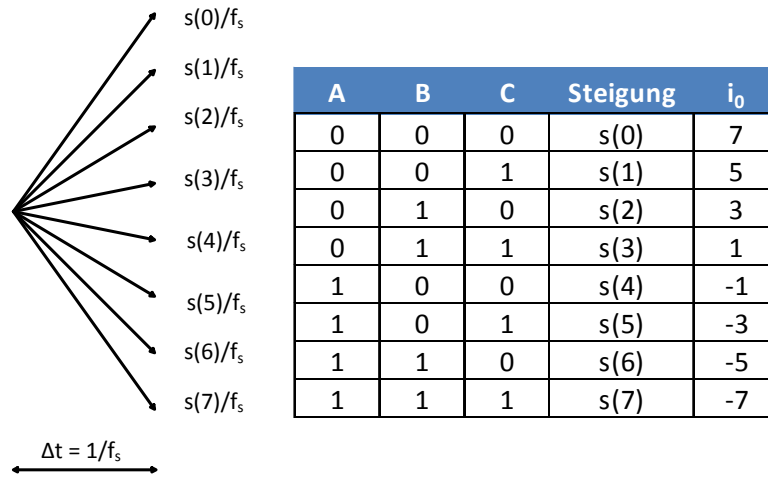 s(0)/fₛ
s(1)/fₛ
s(2)/fₛ
s(3)/fₛ
s(4)/fₛ
s(5)/fₛ
s(6)/fₛ
s(7)/fₛ
Δt = 1/fₛ
A B C Steigung i₀
0 0 0 s(0) 7
0 0 1 s(1) 5
0 1 0 s(2) 3
0 1 1 s(3) 1
1 0 0 s(4) -1
1 0 1 s(5) -3
1 1 0 s(6) -5
1 1 1 s(7) -7